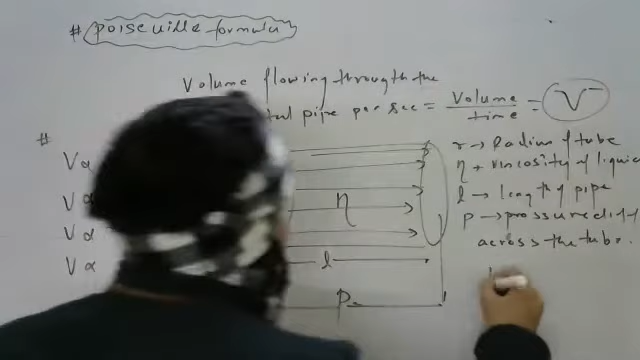 # Poiseuille formula
Volume flowing through the
pipe per sec = Volume / time = V
#
V α
V α
V α
V α
r
η
l
P
r → Radius of tube
η → viscosity of liquid
l → length of pipe
P → pressure diff
across the tube.